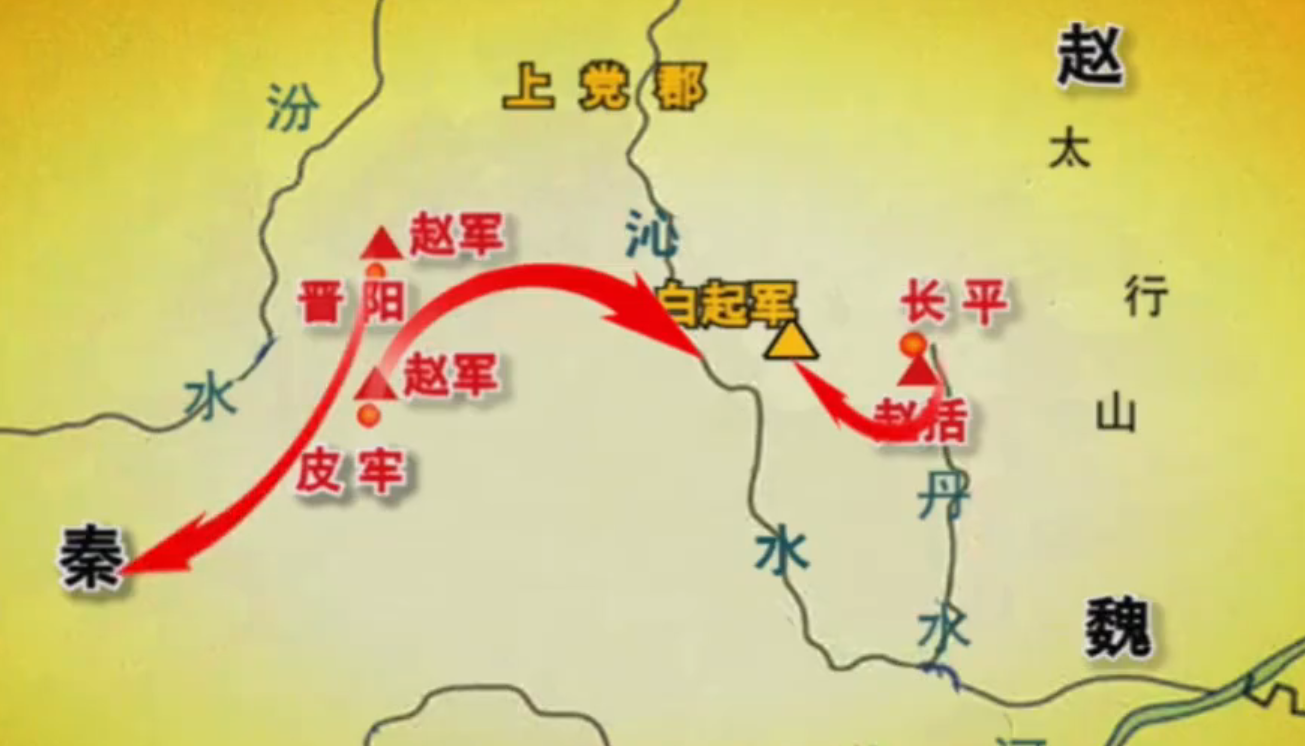 赵
太
行
山
上党郡
汾
水
沁
水
赵军
晋阳
赵军
皮牢
白起军
长平
赵括
丹
水
秦
魏
河